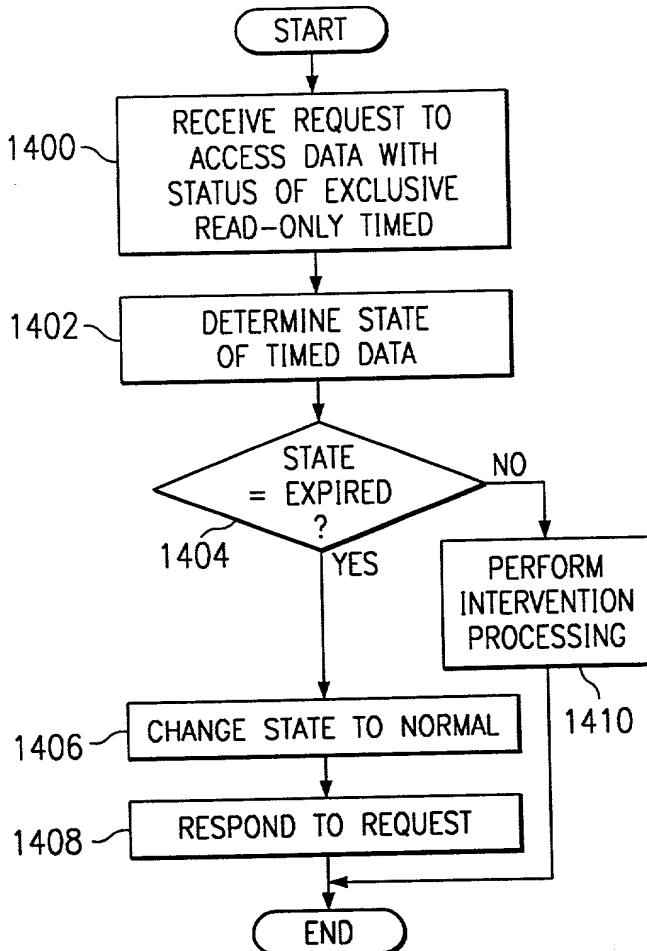 START
1400
RECEIVE REQUEST TO
ACCESS DATA WITH
STATUS OF EXCLUSIVE
READ-ONLY TIMED
1402
DETERMINE STATE
OF TIMED DATA
STATE
= EXPIRED
?
1404
NO
YES
PERFORM
INTERVENTION
PROCESSING
1410
1406
CHANGE STATE TO NORMAL
1408
RESPOND TO REQUEST
END